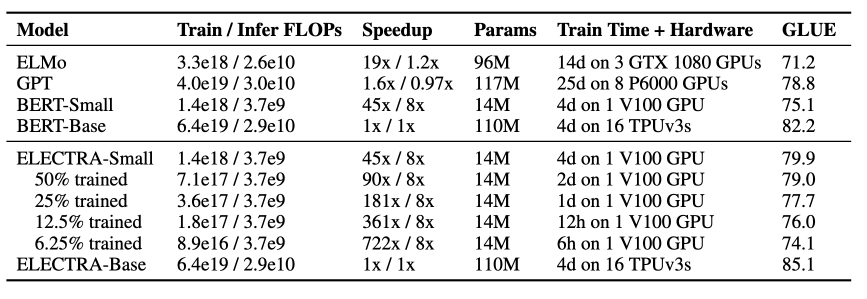 Model Train / Infer FLOPs Speedup Params Train Time + Hardware GLUE
ELMo 3.3e18 / 2.6e10 19x / 1.2x 96M 14d on 3 GTX 1080 GPUs 71.2
GPT 4.0e19 / 3.0e10 1.6x / 0.97x 117M 25d on 8 P6000 GPUs 78.8
BERT-Small 1.4e18 / 3.7e9 45x / 8x 14M 4d on 1 V100 GPU 75.1
BERT-Base 6.4e19 / 2.9e10 1x / 1x 110M 4d on 16 TPUv3s 82.2
ELECTRA-Small 1.4e18 / 3.7e9 45x / 8x 14M 4d on 1 V100 GPU 79.9
50% trained 7.1e17 / 3.7e9 90x / 8x 14M 2d on 1 V100 GPU 79.0
25% trained 3.6e17 / 3.7e9 181x / 8x 14M 1d on 1 V100 GPU 77.7
12.5% trained 1.8e17 / 3.7e9 361x / 8x 14M 12h on 1 V100 GPU 76.0
6.25% trained 8.9e16 / 3.7e9 722x / 8x 14M 6h on 1 V100 GPU 74.1
ELECTRA-Base 6.4e19 / 2.9e10 1x / 1x 110M 4d on 16 TPUv3s 85.1